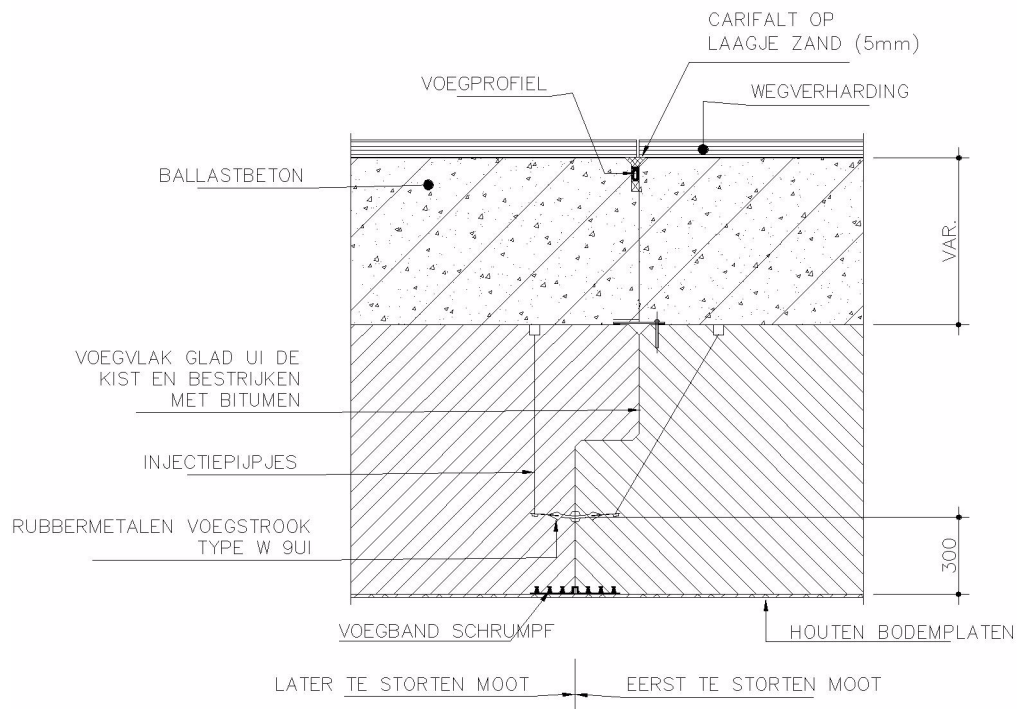 CARIFALT OP
LAAGJE ZAND (5mm)
VOEGPROFIEL
WEGVERHARDING
BALLASTBETON
VAR.
VOEGVLAK GLAD UI DE
KIST EN BESTRIJKEN
MET BITUMEN
INJECTIEPIJPJES
RUBBERMETALEN VOEGSTROOK
TYPE W 9UI
300
VOEGBAND SCHRUMPF
HOUTEN BODEMPLATEN
LATER TE STORTEN MOOT
EERST TE STORTEN MOOT